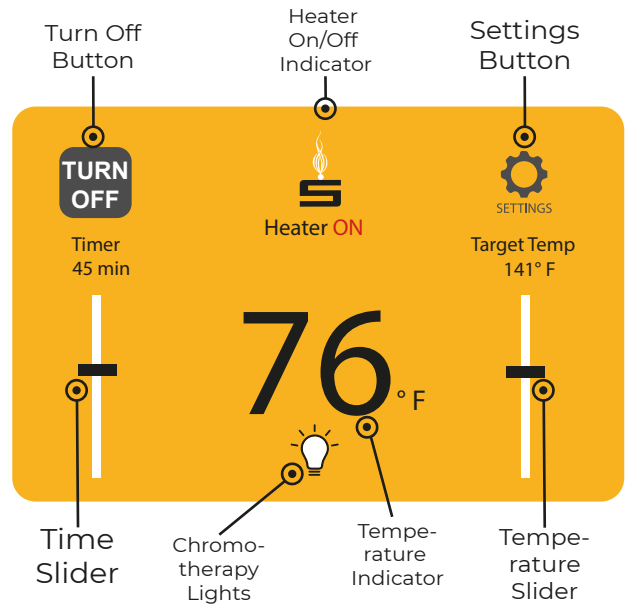 Turn Off
Button
Heater
On/Off
Indicator
Settings
Button
TURN
OFF
Heater ON
SETTINGS
Timer
45 min
Target Temp
141° F
76° F
Time
Slider
Chromo-
therapy
Lights
Tempe-
rature
Indicator
Tempe-
rature
Slider